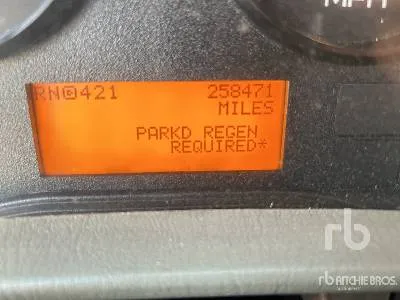 MPH
RN©421 258471
MILES
PARKD REGEN
REQUIRED*
rb
rb RITCHIE BROS.